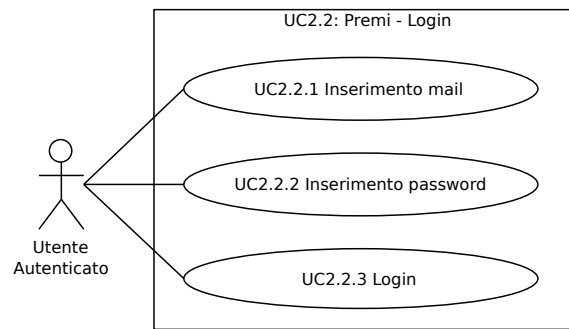 UC2.2: Premi - Login
UC2.2.1 Inserimento mail
UC2.2.2 Inserimento password
UC2.2.3 Login
Utente
Autenticato